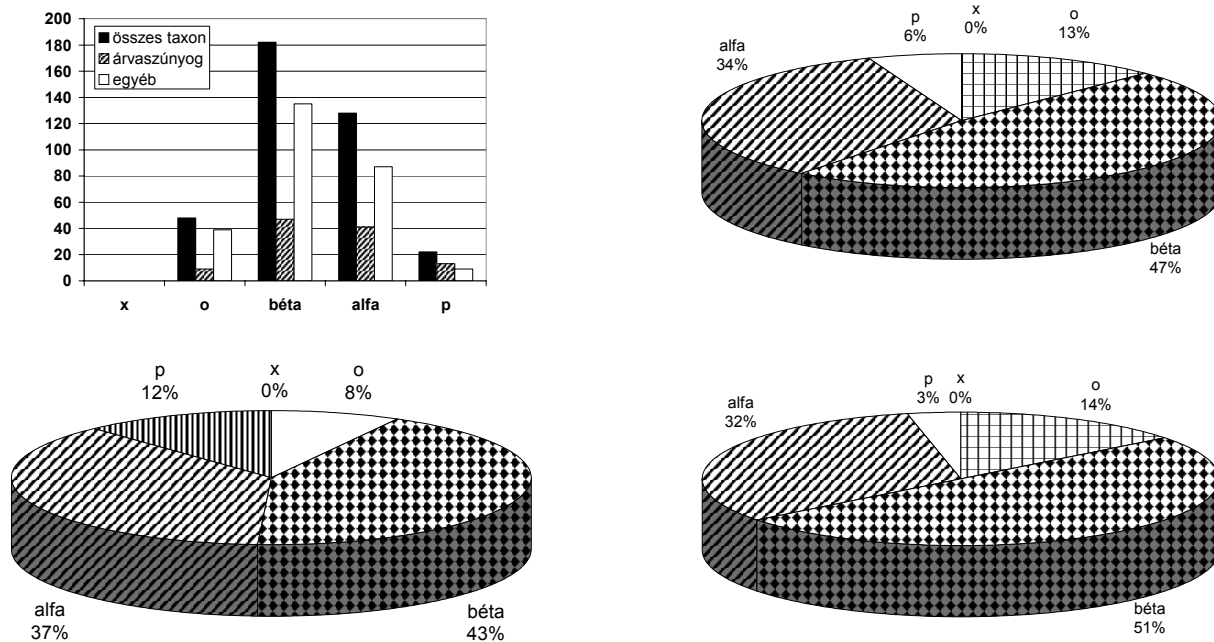 200
180
160
140
120
100
80
60
40
20
0
összes taxon
árvaszúnyog
egyéb
x o béta alfa p
x
0%
o
13%
béta
47%
alfa
34%
p
6%
x
0%
o
8%
béta
43%
alfa
37%
p
12%
x
0%
o
14%
béta
51%
alfa
32%
p
3%